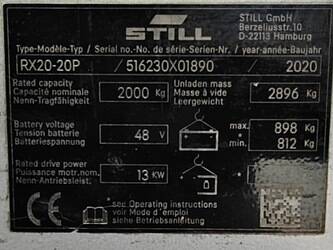 STILL
STILL GmbH
Berzeliusstr.10
D-22113 Hamburg
Type-Modèle-Typ / Serial no.-No. de série-Serien-Nr. / year-année-Baujahr
RX20-20P / 516230X01890 / 2020
Rated capacity
Capacité nominale
Nenn-Tragfähigkeit
2000 kg
Unladen mass
Masse à vide
Leergewicht
2896 kg
Battery voltage
Tension batterie
Batteriespannung
48 V
max. 898 kg
min. 812 kg
Rated drive power
Puissance motr.nom.
Nenn-Antriebsleist.
13 KW
CE
see Operating instructions
voir Mode d'emploi
siehe Betriebsanleitung